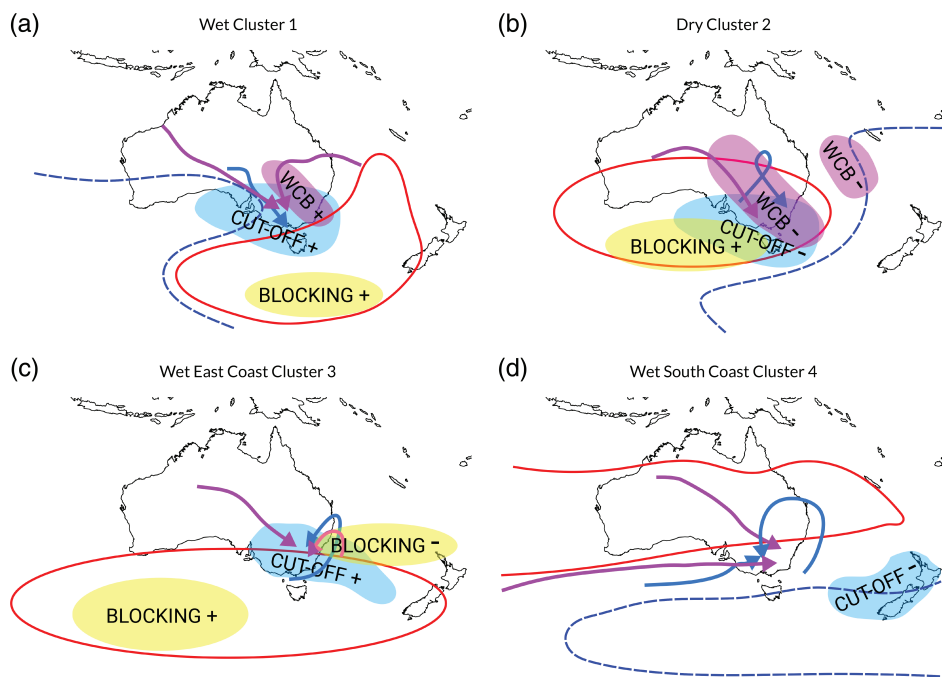 (a)
Wet Cluster 1
WCB +
CUT-OFF +
BLOCKING +
(b)
Dry Cluster 2
WCB -
WCB -
CUT-OFF -
BLOCKING +
(c)
Wet East Coast Cluster 3
BLOCKING -
CUT-OFF +
BLOCKING +
(d)
Wet South Coast Cluster 4
CUT-OFF -